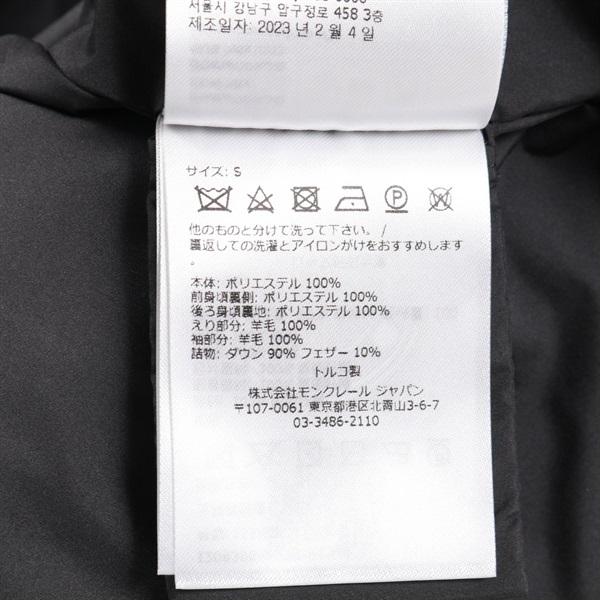 서울시 강남구 압구정로 458 3층
제조일자: 2023년 2월 4일
サイズ: S
P
他のものと分けて洗って下さい/
裏返しての洗濯とアイロンがけをおすすめします
。
本体: ポリエステル 100%
前身頃裏側: ポリエステル 100%
後ろ身頃裏地: ポリエステル 100%
えり部分: 羊毛 100%
袖部分: 羊毛 100%
詰物: ダウン 90% フェザー 10%
トルコ製
株式会社モンクレール ジャパン
〒107-0061 東京都港区北青山3-6-7
03-3486-2110